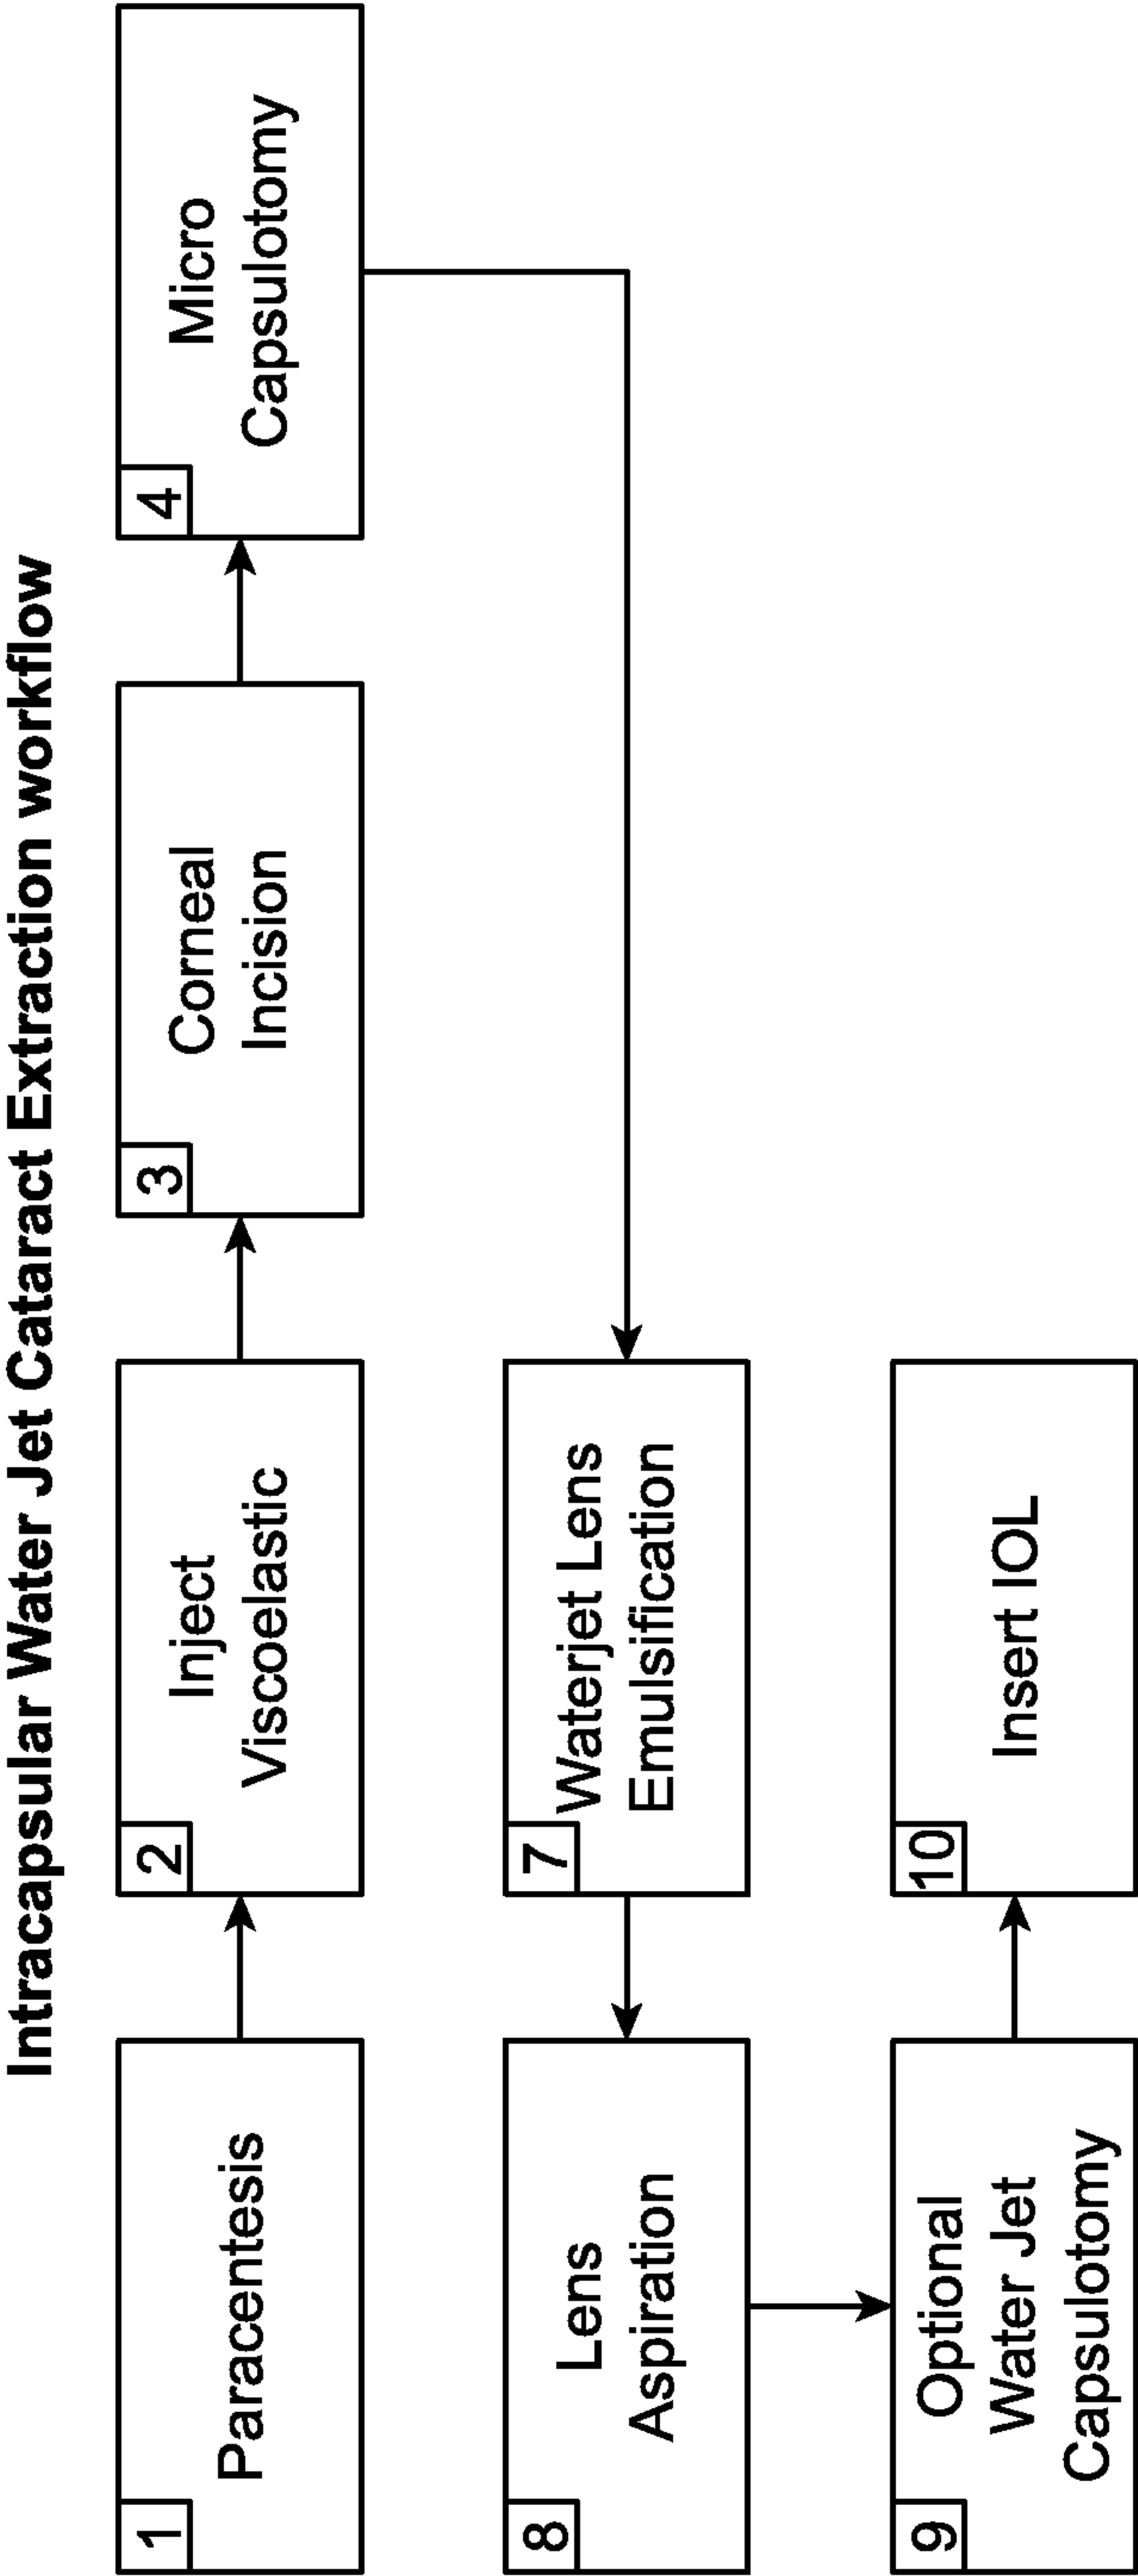 Intracapsular Water Jet Cataract Extraction workflow
1
Paracentesis
2
Inject
Viscoelastic
3
Corneal
Incision
4
Micro
Capsulotomy
7
Waterjet Lens
Emulsification
8
Lens
Aspiration
9
Optional
Water Jet
Capsulotomy
10
Insert IOL